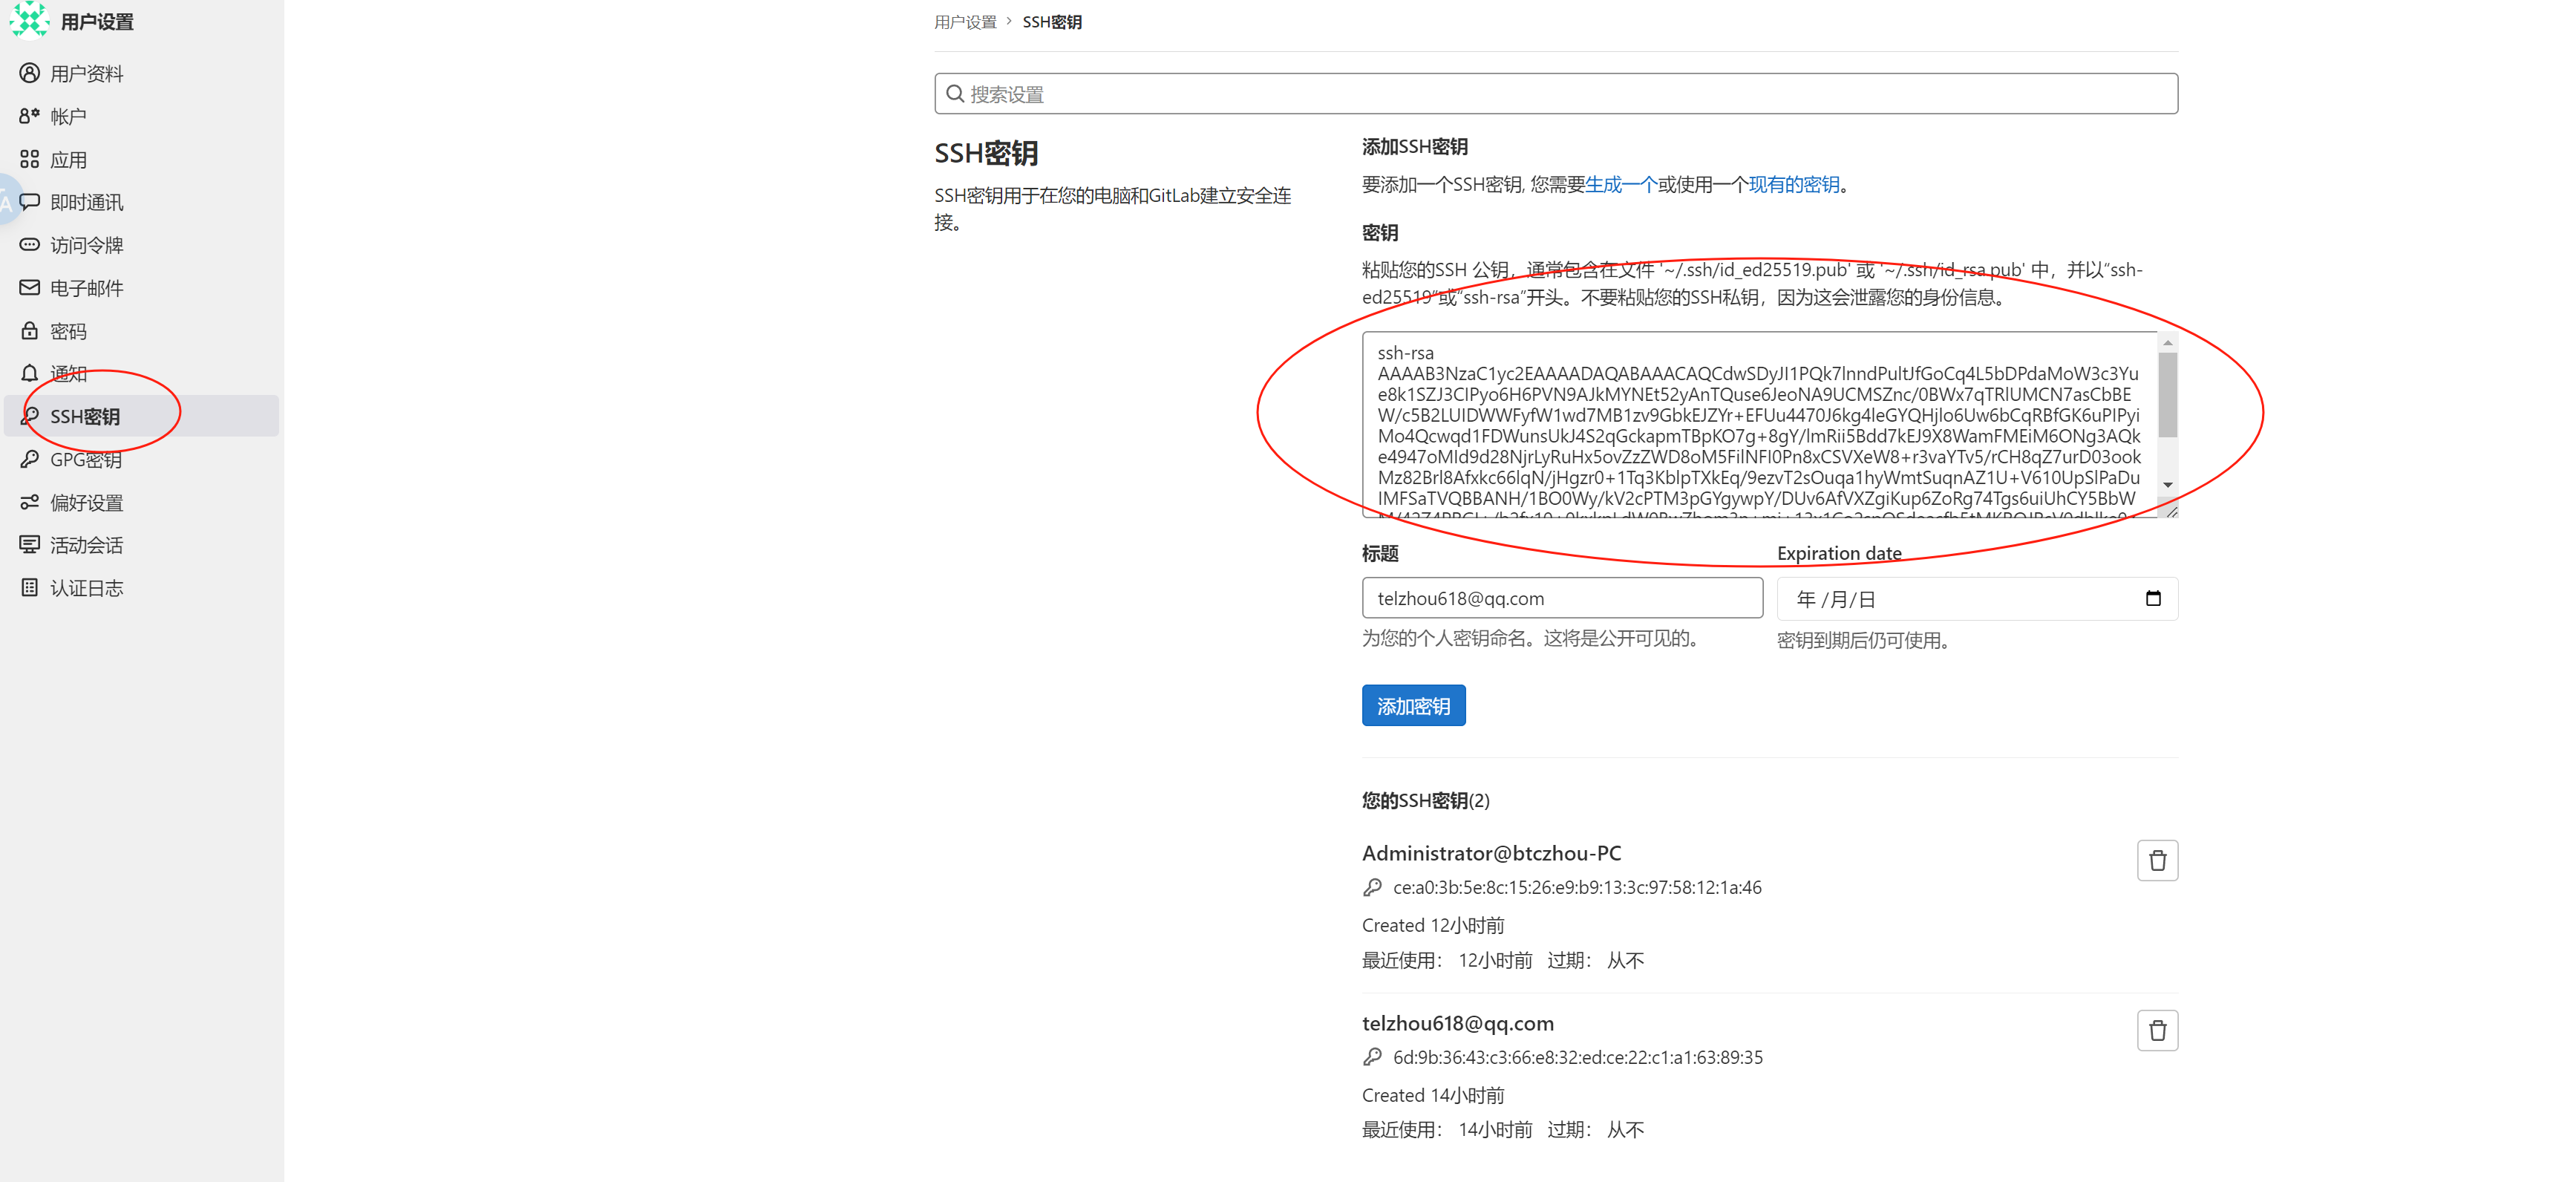 用户设置
用户资料
帐户
应用
即时通讯
访问令牌
电子邮件
密码
通知
SSH密钥
GPG密钥
偏好设置
活动会话
认证日志
用户设置 > SSH密钥
搜索设置
SSH密钥
SSH密钥用于在您的电脑和GitLab建立安全连
接。
添加SSH密钥
要添加一个SSH密钥, 您需要生成一个或使用一个现有的密钥。
密钥
粘贴您的SSH 公钥，通常包含在文件 '~/.ssh/id_ed25519.pub' 或 '~/.ssh/id_rsa.pub' 中，并以“ssh-
ed25519”或“ssh-rsa”开头。不要粘贴您的SSH私钥，因为这会泄露您的身份信息。
ssh-rsa
AAAAB3NzaC1yc2EAAAADAQABAAACAQCdwSDyJI1PQk7lnndPultJfGoCq4L5bDPdaMoW3c3Yu
e8k1SZJ3CIPyo6H6PVN9AJkMYNEt52yAnTQuse6JeoNA9UCMSZnc/0BWx7qTRlUMCN7asCbBE
W/c5B2LUIDWWFyfW1wd7MB1zv9GbkEJZYr+EFUu4470J6kg4leGYQHjlo6Uw6bCqRBfGK6uPIPyi
Mo4Qcwqd1FDWunsUkJ4S2qGckapmTBpKO7g+8gY/lmRii5Bdd7kEJ9X8WamFMEiM6ONg3AQk
e4947oMId9d28NjrLyRuHx5ovZzZWD8oM5FilNFI0Pn8xCSVXeW8+r3vaYTv5/rCH8qZ7urD03ook
Mz82Brl8Afxkc66lqN/jHgzr0+1Tq3KblpTXkEq/9ezvT2sOuqa1hyWmtSuqnAZ1U+V610UpSlPaDu
IMFSaTVQBBANH/1BO0Wy/kV2cPTM3pGYgywpY/DUv6AfVXZgiKup6ZoRg74Tgs6uiUhCY5BbW
标题
Expiration date
telzhou618@qq.com
年 /月/日
为您的个人密钥命名。这将是公开可见的。
密钥到期后仍可使用。
添加密钥
您的SSH密钥(2)
Administrator@btczhou-PC
ce:a0:3b:5e:8c:15:26:e9:b9:13:3c:97:58:12:1a:46
Created 12小时前
最近使用： 12小时前 过期： 从不
telzhou618@qq.com
6d:9b:36:43:c3:66:e8:32:ed:ce:22:c1:a1:63:89:35
Created 14小时前
最近使用： 14小时前 过期： 从不